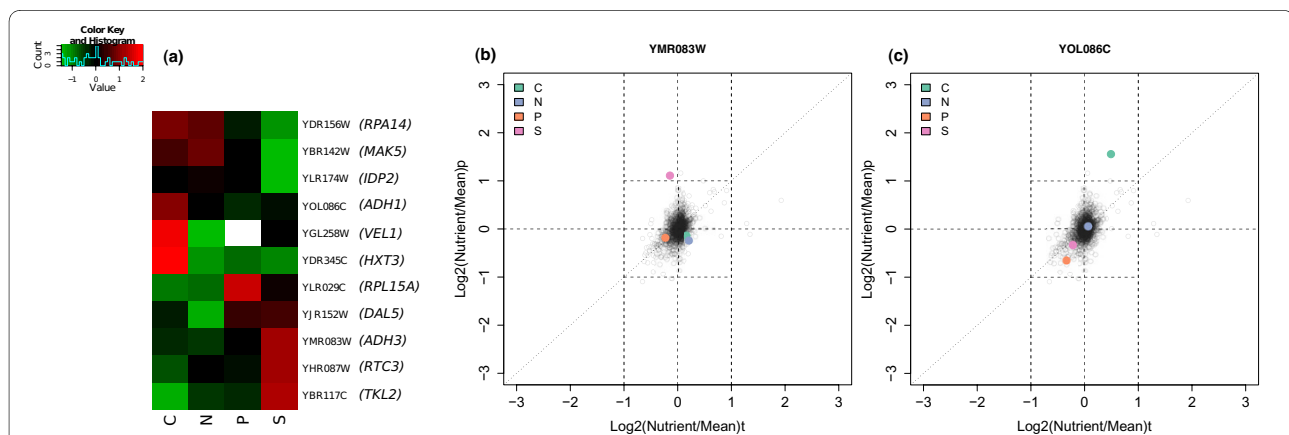 Color Key
and Histogram
Count
0 3
−1 0 1 2
Value
(a)
YDR156W (RPA14)
YBR142W (MAK5)
YLR174W (IDP2)
YOL086C (ADH1)
YGL258W (VEL1)
YDR345C (HXT3)
YLR029C (RPL15A)
YJR152W (DAL5)
YMR083W (ADH3)
YHR087W (RTC3)
YBR117C (TKL2)
C N P S
(b)
YMR083W
C
N
P
S
Log2(Nutrient/Mean)p
3
2
1
0
−1
−2
−3
−3 −2 −1 0 1 2 3
Log2(Nutrient/Mean)t
(c)
YOL086C
C
N
P
S
Log2(Nutrient/Mean)p
3
2
1
0
−1
−2
−3
−3 −2 −1 0 1 2 3
Log2(Nutrient/Mean)t